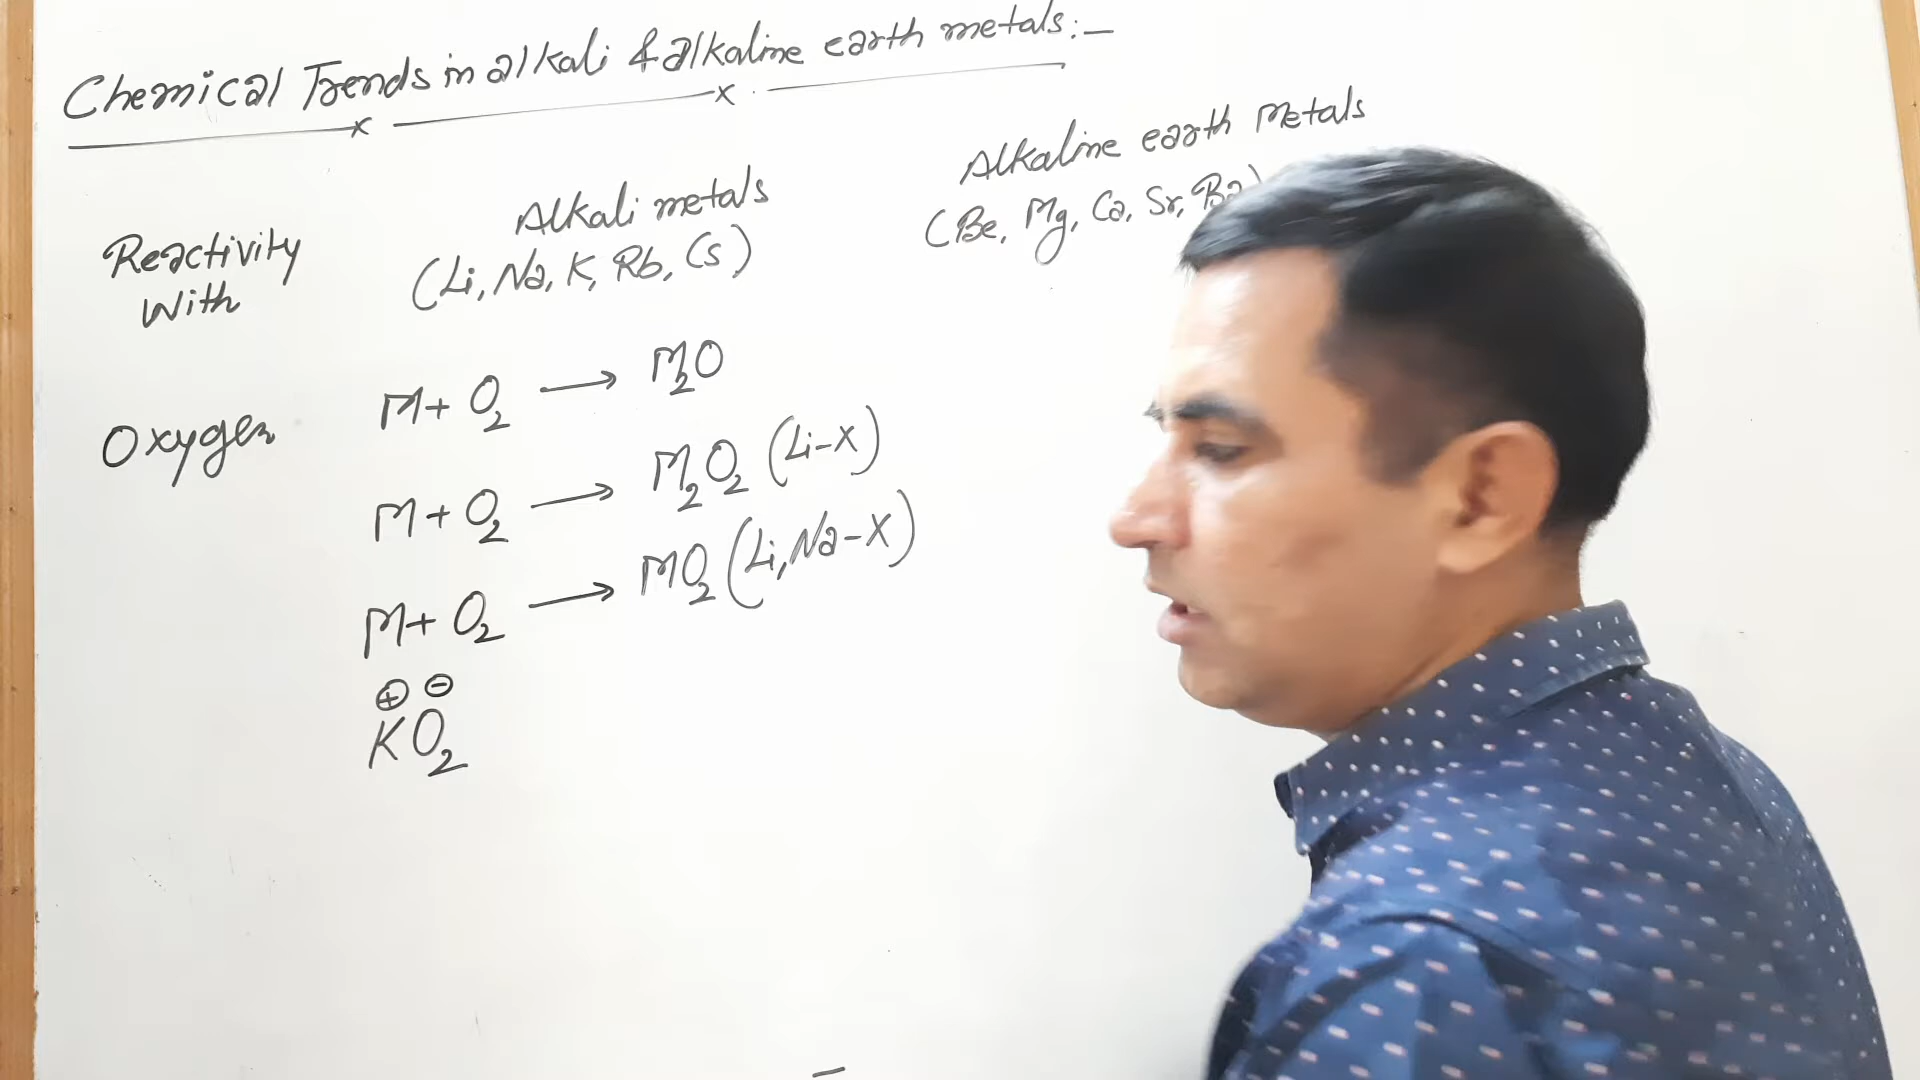 Chemical Trends in alkali & alkaline earth metals:-
Reactivity
With
Alkali metals
(Li, Na, K, Rb, Cs)
Alkaline earth Metals
(Be, Mg, Ca, Sr, Ba)
Oxygen
M + O₂ → M₂O
M + O₂ → M₂O₂ (Li-X)
M + O₂ → MO₂ (Li, Na-X)
⊕ ⊖
KO₂